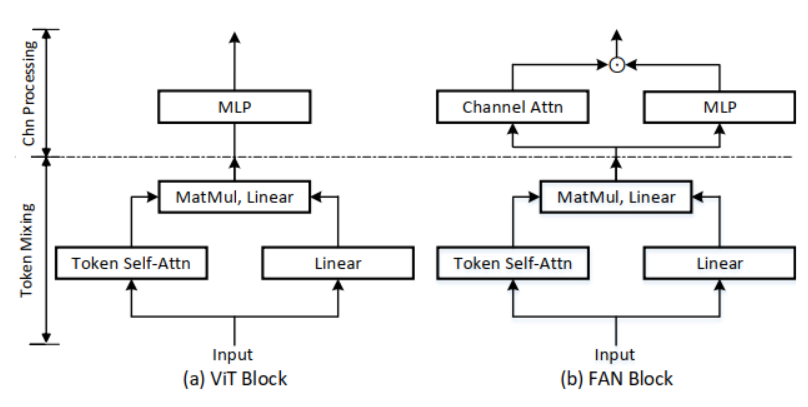 Chn Processing
Token Mixing
MLP
MatMul, Linear
Token Self-Attn
Linear
Input
(a) ViT Block
Channel Attn
MLP
MatMul, Linear
Token Self-Attn
Linear
Input
(b) FAN Block